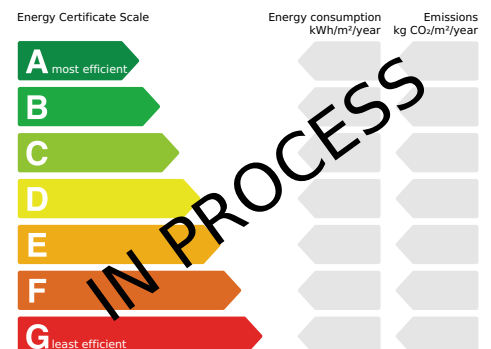 Energy Certificate Scale
Energy consumption
kWh/m²/year
Emissions
kg CO₂/m²/year
A most efficient
B
C
D
E
F
G least efficient
IN PROCESS